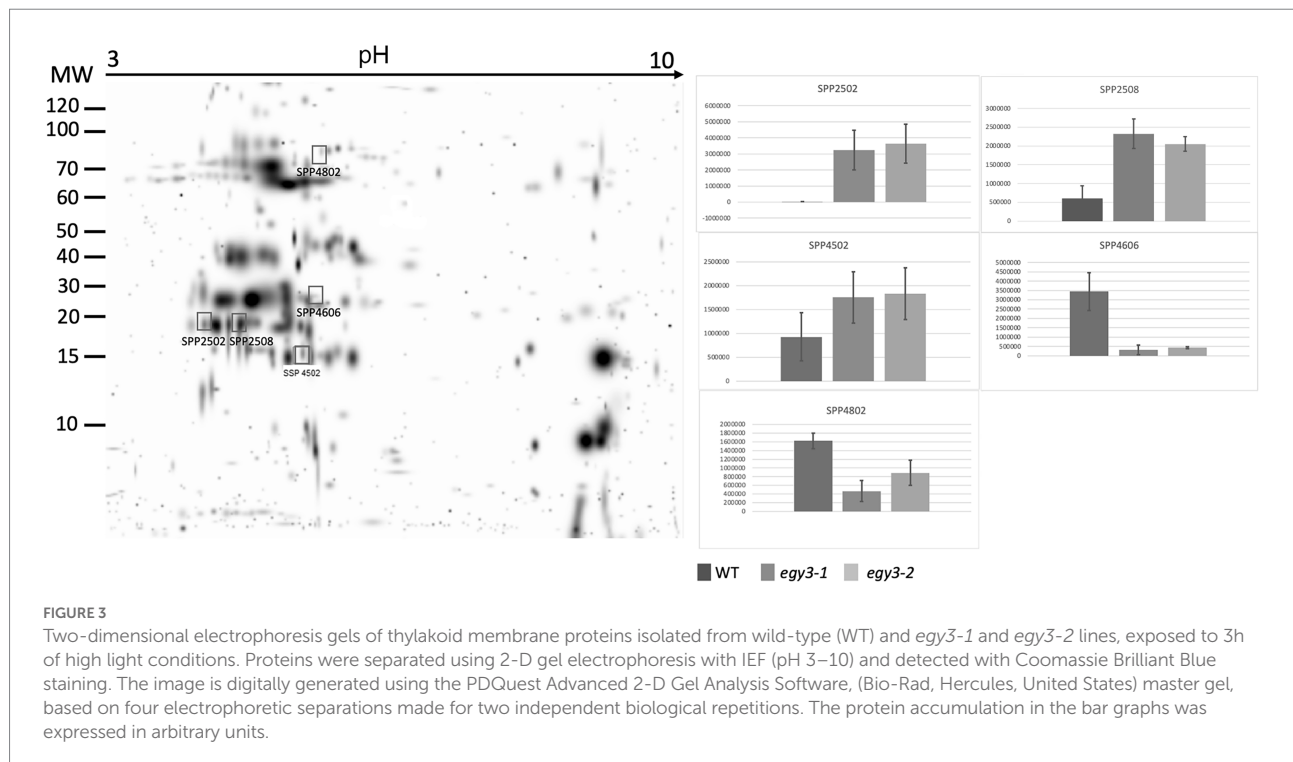 3 pH 10
MW
120
100
70
60
50
40
30
20
15
10
SPP4802
SPP4606
SPP2502 SPP2508
SSP 4502
SPP2502
6000000
5000000
4000000
3000000
2000000
1000000
0
-1000000
SPP2508
3000000
2500000
2000000
1500000
1000000
500000
0
SPP4502
2500000
2000000
1500000
1000000
500000
0
SPP4606
5000000
4500000
4000000
3500000
3000000
2500000
2000000
1500000
1000000
500000
0
SPP4802
2000000
1800000
1600000
1400000
1200000
1000000
800000
600000
400000
200000
0
WT egy3-1 egy3-2
FIGURE 3
Two-dimensional electrophoresis gels of thylakoid membrane proteins isolated from wild-type (WT) and egy3-1 and egy3-2 lines, exposed to 3h
of high light conditions. Proteins were separated using 2-D gel electrophoresis with IEF (pH 3–10) and detected with Coomassie Brilliant Blue
staining. The image is digitally generated using the PDQuest Advanced 2-D Gel Analysis Software, (Bio-Rad, Hercules, United States) master gel,
based on four electrophoretic separations made for two independent biological repetitions. The protein accumulation in the bar graphs was
expressed in arbitrary units.